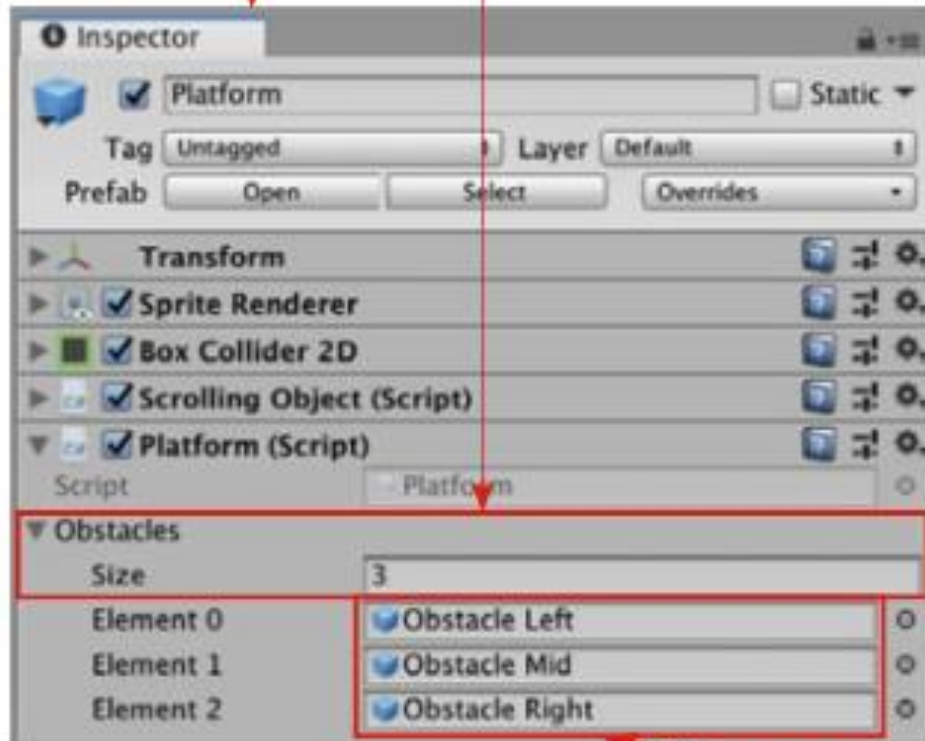 Inspector
Platform Static
Tag Untagged Layer Default
Prefab Open Select Overrides
Transform
Sprite Renderer
Box Collider 2D
Scrolling Object (Script)
Platform (Script)
Script Platform
Obstacles
Size 3
Element 0 Obstacle Left
Element 1 Obstacle Mid
Element 2 Obstacle Right